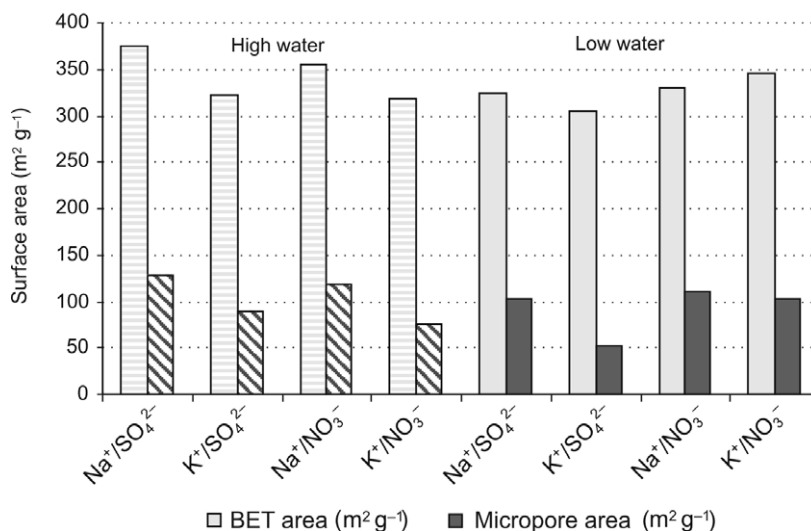 400
High water
Low water
350
300
250
200
150
100
50
0
Surface area (m² g⁻¹)
Na⁺/SO₄²⁻
K⁺/SO₄²⁻
Na⁺/NO₃⁻
K⁺/NO₃⁻
Na⁺/SO₄²⁻
K⁺/SO₄²⁻
Na⁺/NO₃⁻
K⁺/NO₃⁻
BET area (m² g⁻¹)
Micropore area (m² g⁻¹)